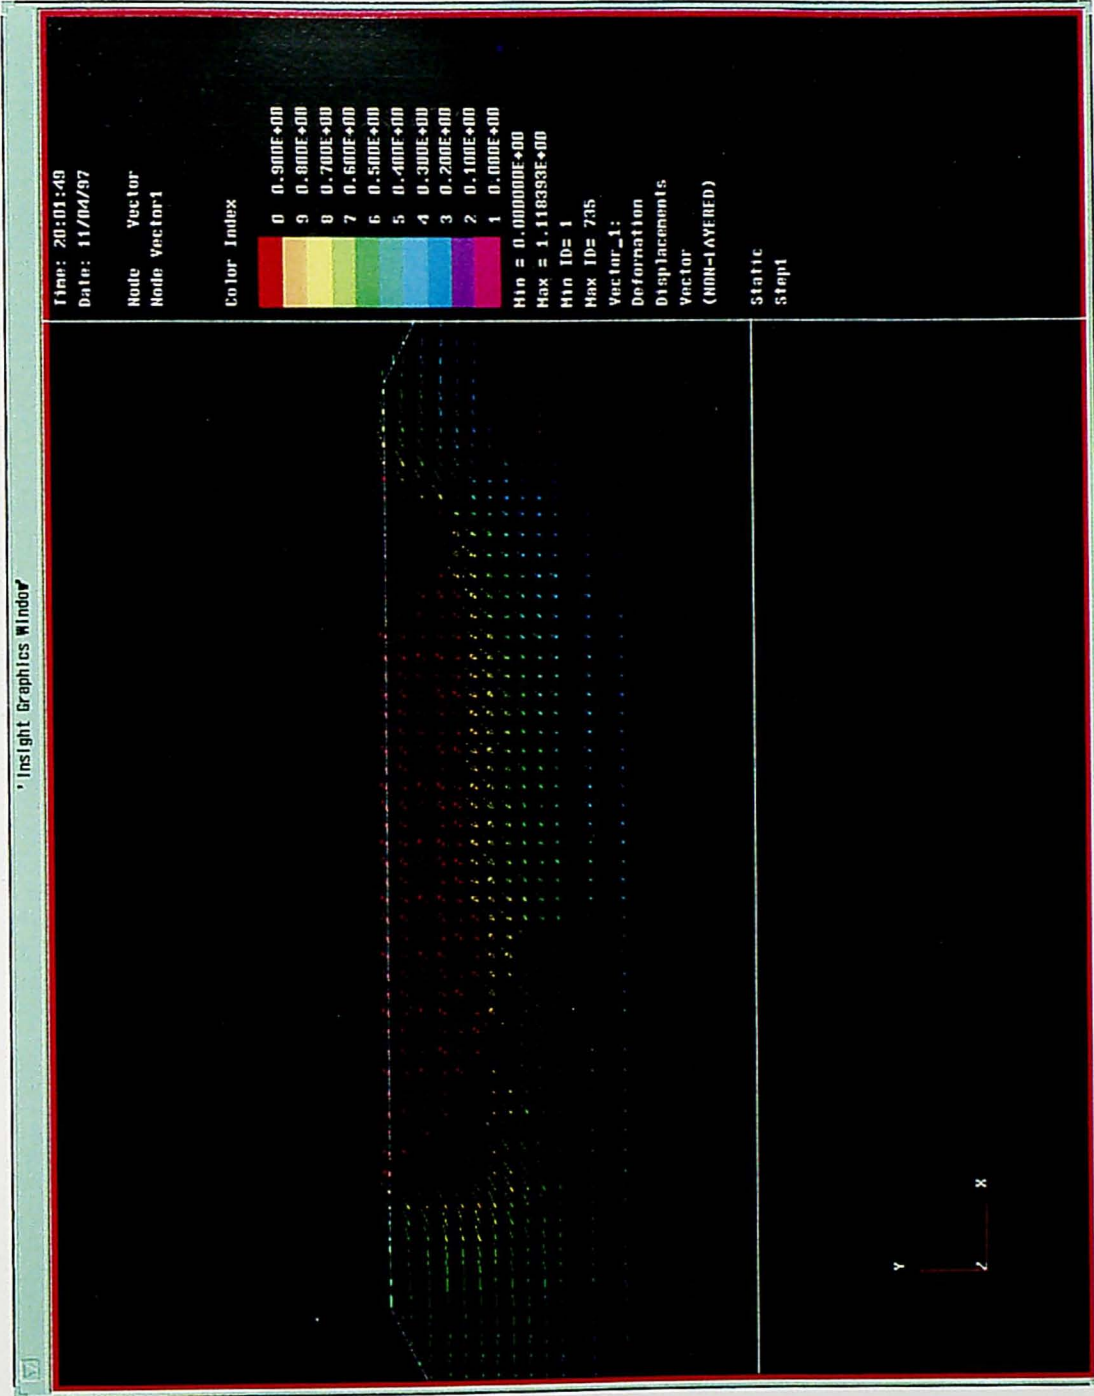 ' Insight Graphics Window'
Time: 20:01:49
Date: 11/04/97
Node Vector
Node Vector1
Color Index
0 0.900E+00
9 0.800E+00
8 0.700E+00
7 0.600E+00
6 0.500E+00
5 0.400E+00
4 0.300E+00
3 0.200E+00
2 0.100E+00
1 0.000E+00
Min = 0.000000E+00
Max = 1.118393E+00
Min ID= 1
Max ID= 735
Vector_1:
Deformation
Displacements
Vector
(NON-LAYERED)
Static
Step1
Y
Z X